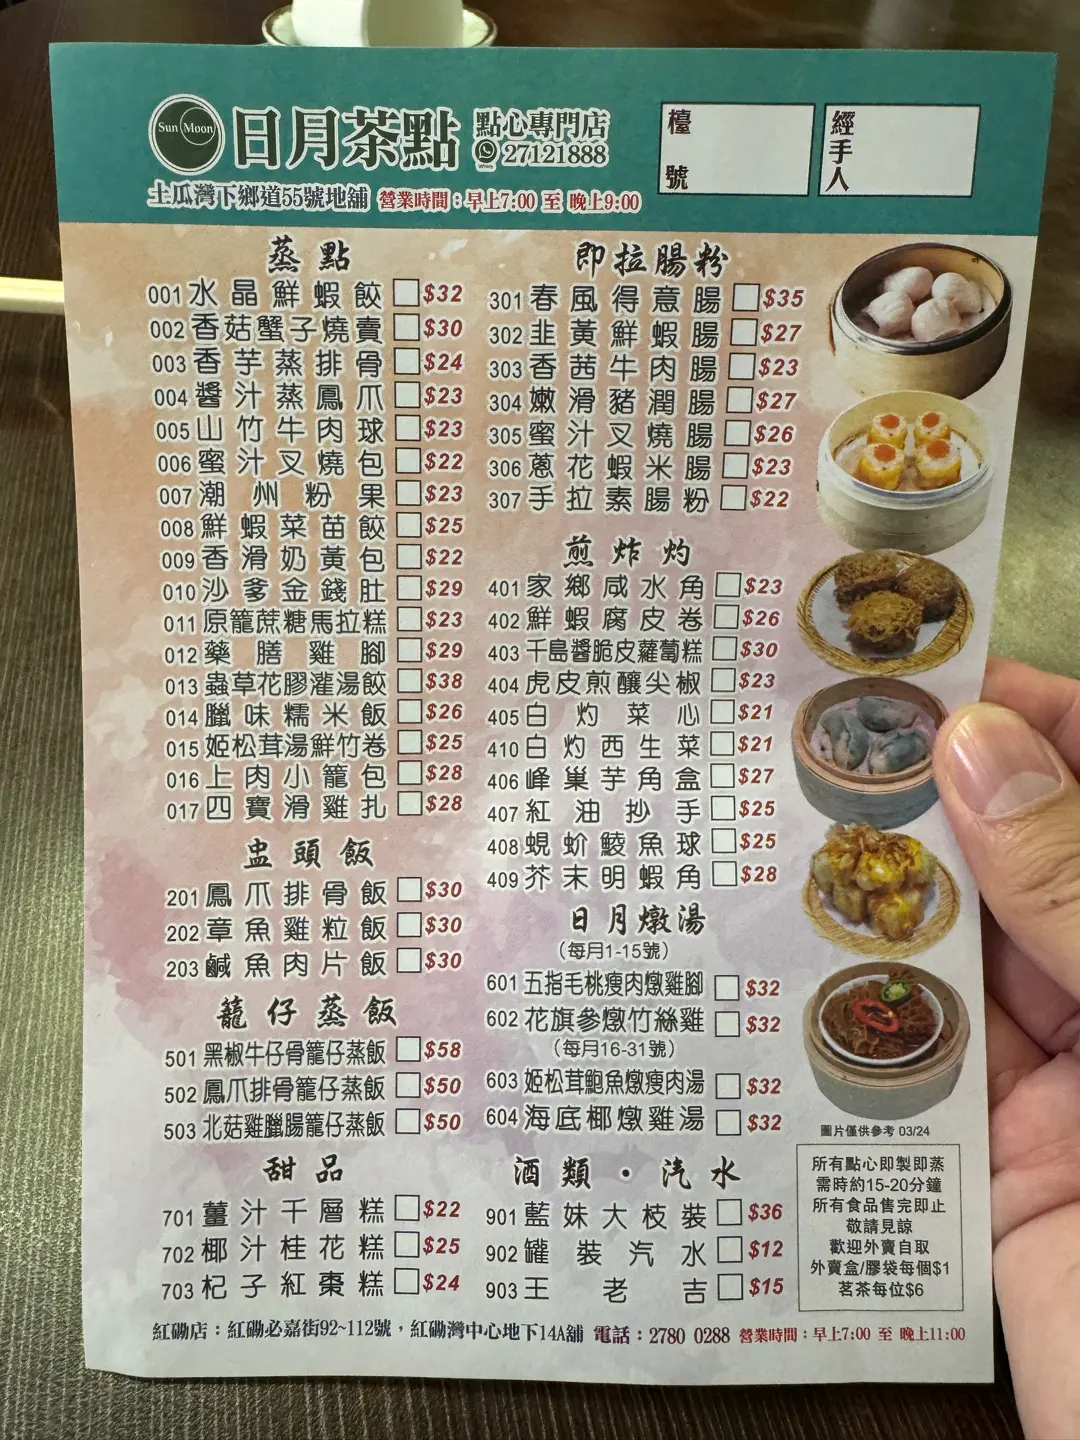 Sun Moon
日月茶點
點心專門店
27121888
土瓜灣下鄉道55號地舖 營業時間：早上7:00 至 晚上9:00
檯號
經手人
蒸點
001 水晶鮮蝦餃 $32
002 香菇蟹子燒賣 $30
003 香芋蒸排骨 $24
004 醬汁蒸鳳爪 $23
005 山竹牛肉球 $23
006 蜜汁叉燒包 $22
007 潮州粉果 $23
008 鮮蝦菜苗餃 $25
009 香滑奶黃包 $22
010 沙爹金錢肚 $29
011 原籠蔗糖馬拉糕 $23
012 藥膳雞腳 $29
013 蟲草花膠灌湯餃 $38
014 臘味糯米飯 $26
015 姬松茸湯鮮竹卷 $25
016 上肉小籠包 $28
017 四寶滑雞扎 $28
盅頭飯
201 鳳爪排骨飯 $30
202 章魚雞粒飯 $30
203 鹹魚肉片飯 $30
籠仔蒸飯
501 黑椒牛仔骨籠仔蒸飯 $58
502 鳳爪排骨籠仔蒸飯 $50
503 北菇雞臘腸籠仔蒸飯 $50
甜品
701 薑汁千層糕 $22
702 椰汁桂花糕 $25
703 杞子紅棗糕 $24
即拉腸粉
301 春風得意腸 $35
302 韭黃鮮蝦腸 $27
303 香茜牛肉腸 $23
304 嫩滑豬潤腸 $27
305 蜜汁叉燒腸 $26
306 蔥花蝦米腸 $23
307 手拉素腸粉 $22
煎炸灼
401 家鄉咸水角 $23
402 鮮蝦腐皮卷 $26
403 千島醬脆皮蘿蔔糕 $30
404 虎皮煎釀尖椒 $23
405 白灼菜心 $21
410 白灼西生菜 $21
406 峰巢芋角盒 $27
407 紅油抄手 $25
408 蜆蚧鯪魚球 $25
409 芥末明蝦角 $28
日月燉湯
（每月1-15號）
601 五指毛桃瘦肉燉雞腳 $32
602 花旗參燉竹絲雞 $32
（每月16-31號）
603 姬松茸鮑魚燉瘦肉湯 $32
604 海底椰燉雞湯 $32
酒類・汽水
901 藍妹大枝裝 $36
902 罐裝汽水 $12
903 王老吉 $15
圖片僅供參考 03/24
所有點心即製即蒸
需時約15-20分鐘
所有食品售完即止
敬請見諒
歡迎外賣自取
外賣盒/膠袋每個$1
茗茶每位$6
紅磡店：紅磡必嘉街92~112號，紅磡灣中心地下14A舖 電話：2780 0288 營業時間：早上7:00 至 晚上11:00